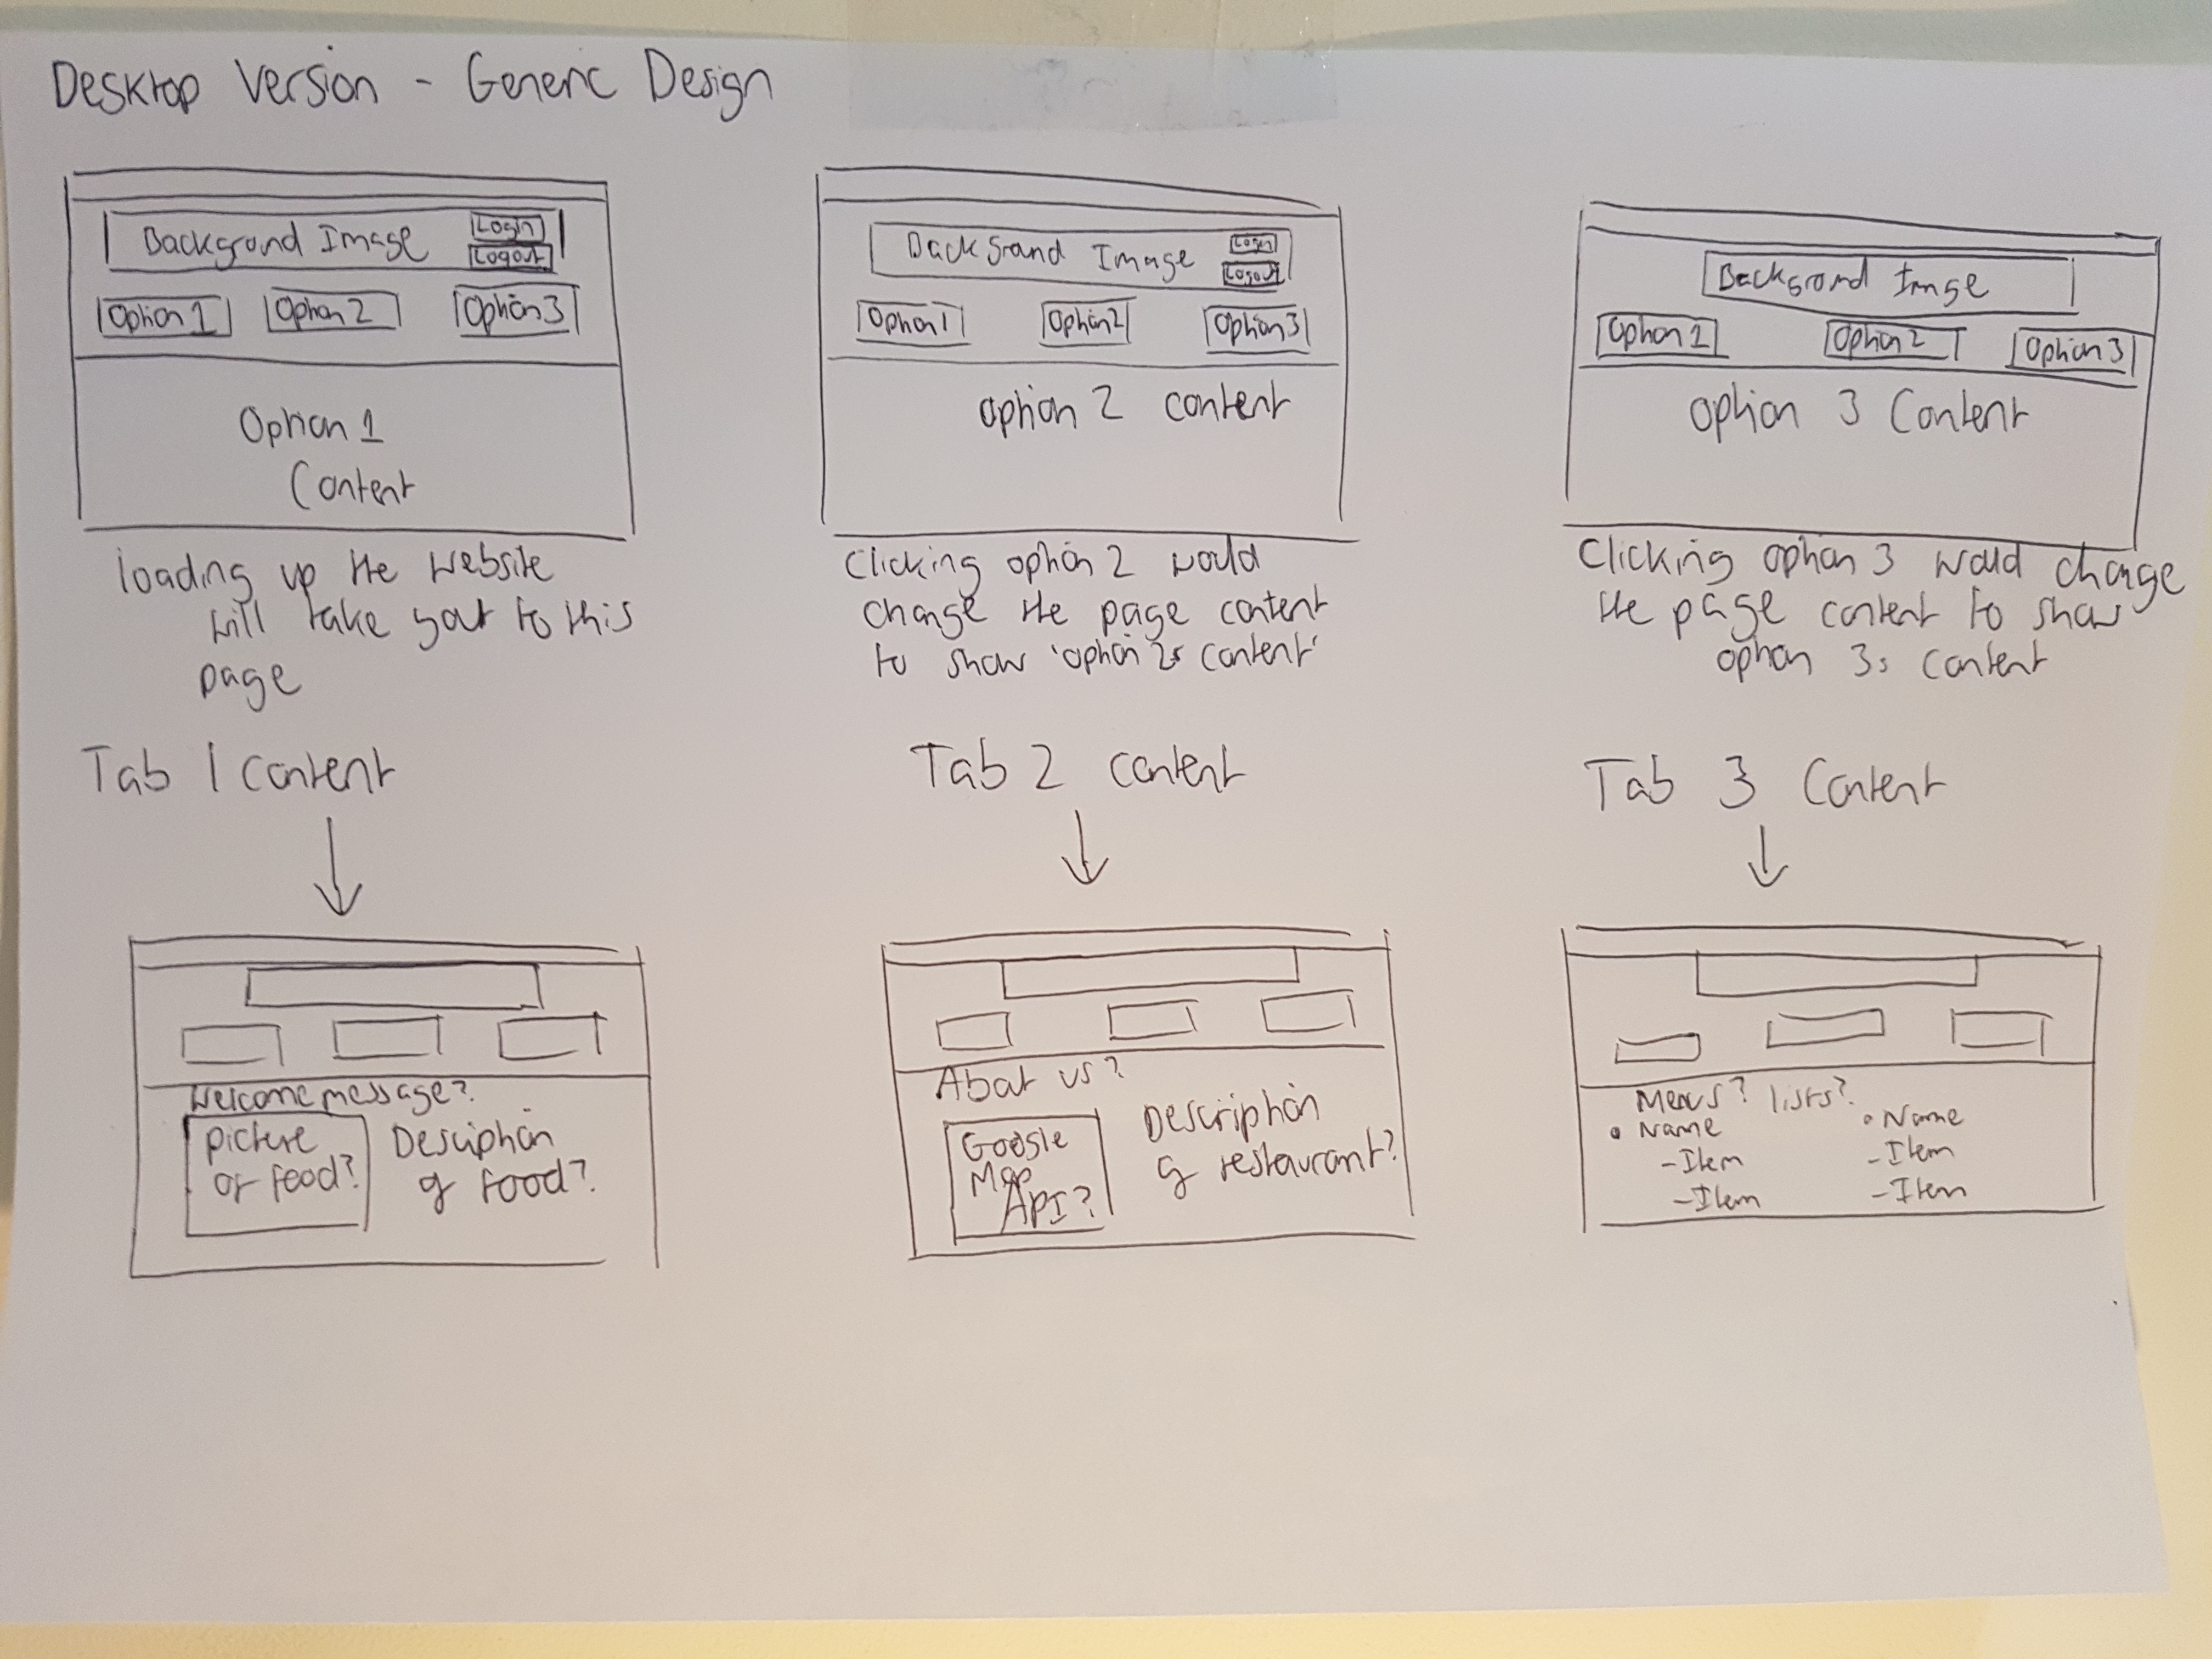 Desktop Version - Generic Design
Background Image
Login
Logout
Option 1
Option 2
Option 3
Option 1
Content
loading up the website
will take your to this
page
Background Image
Login
Logout
Option 1
Option 2
Option 3
Option 2 content
Clicking option 2 would
change the page content
to show 'option 2s content'
Background Image
Option 1
Option 2
Option 3
Option 3 Content
Clicking option 3 would change
the page content to show
option 3s content
Tab 1 Content
Welcome message?
Picture
of food?
Desciption
of food?
Tab 2 content
About us?
Google
Map
API?
Description
of restaurant?
Tab 3 Content
Menus? lists?
• Name
- Item
- Item
• Name
- Item
- Item